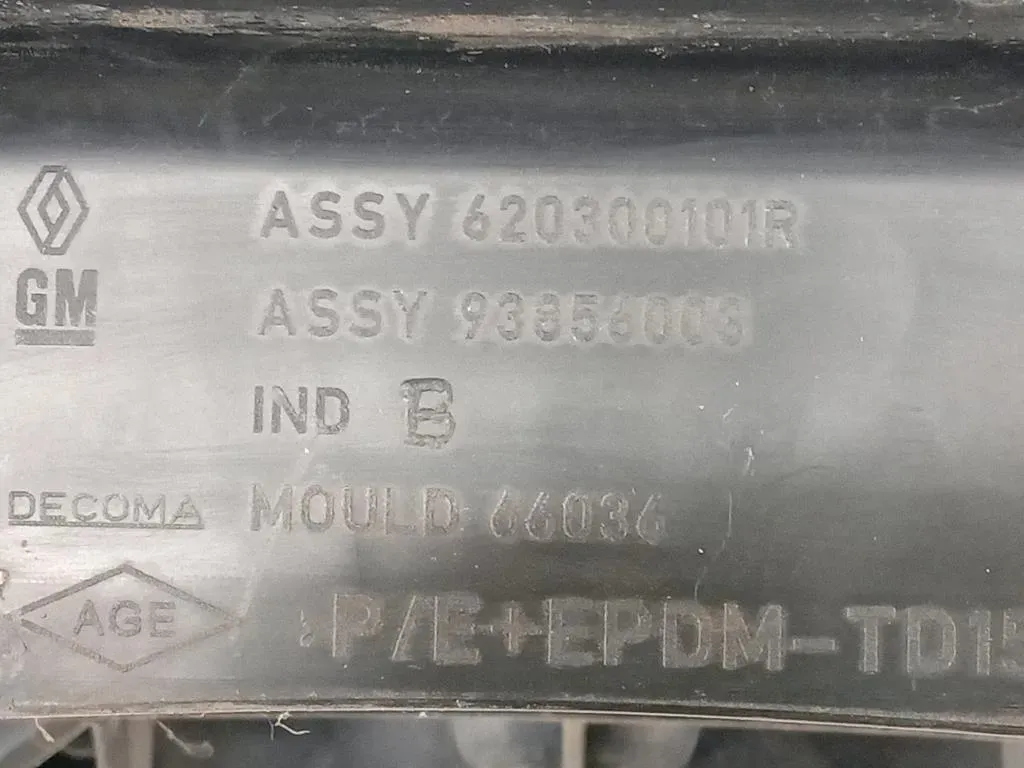 ASSY 620300101R
GM
ASSY 93856003
IND B
DECOMA MOULD 66036
AGE
P/E+EPDM-TD15